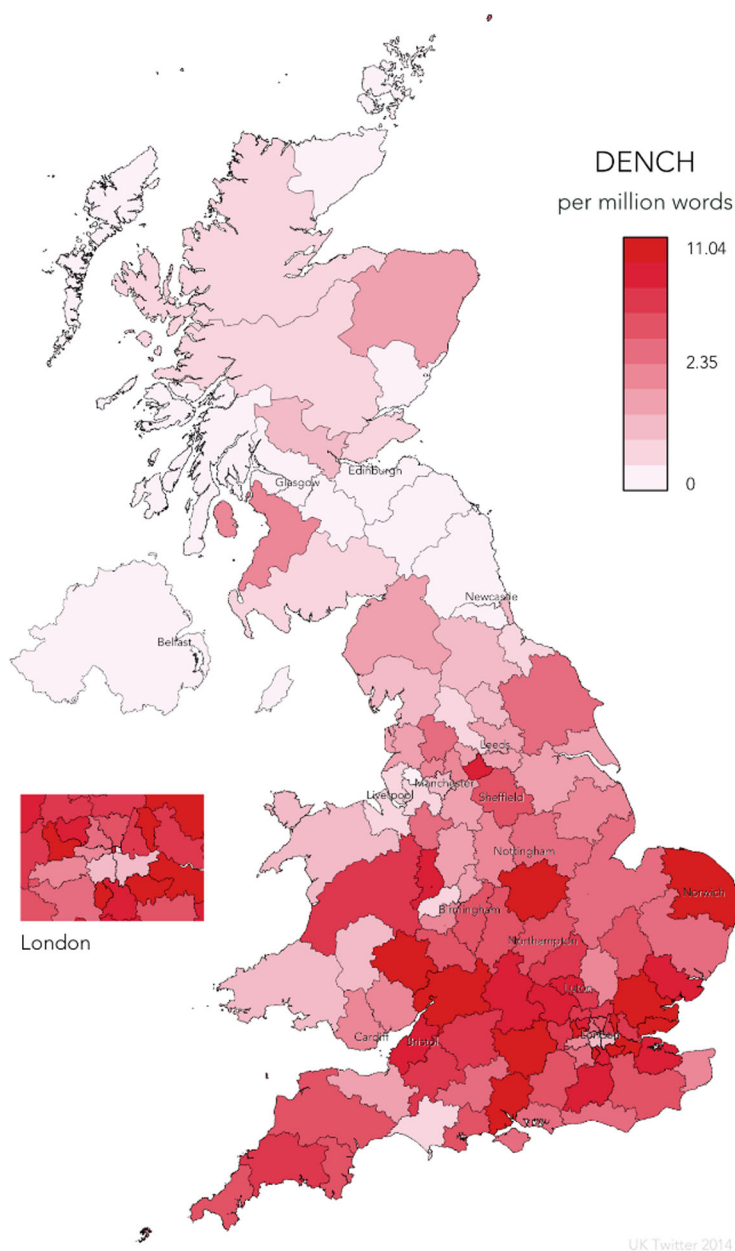 DENCH
per million words
11.04
2.35
0
Edinburgh
Glasgow
Newcastle
Belfast
Leeds
Manchester
Liverpool
Sheffield
Nottingham
Norwich
Birmingham
Northampton
Luton
London
Cardiff
Bristol
London
UK Twitter 2014